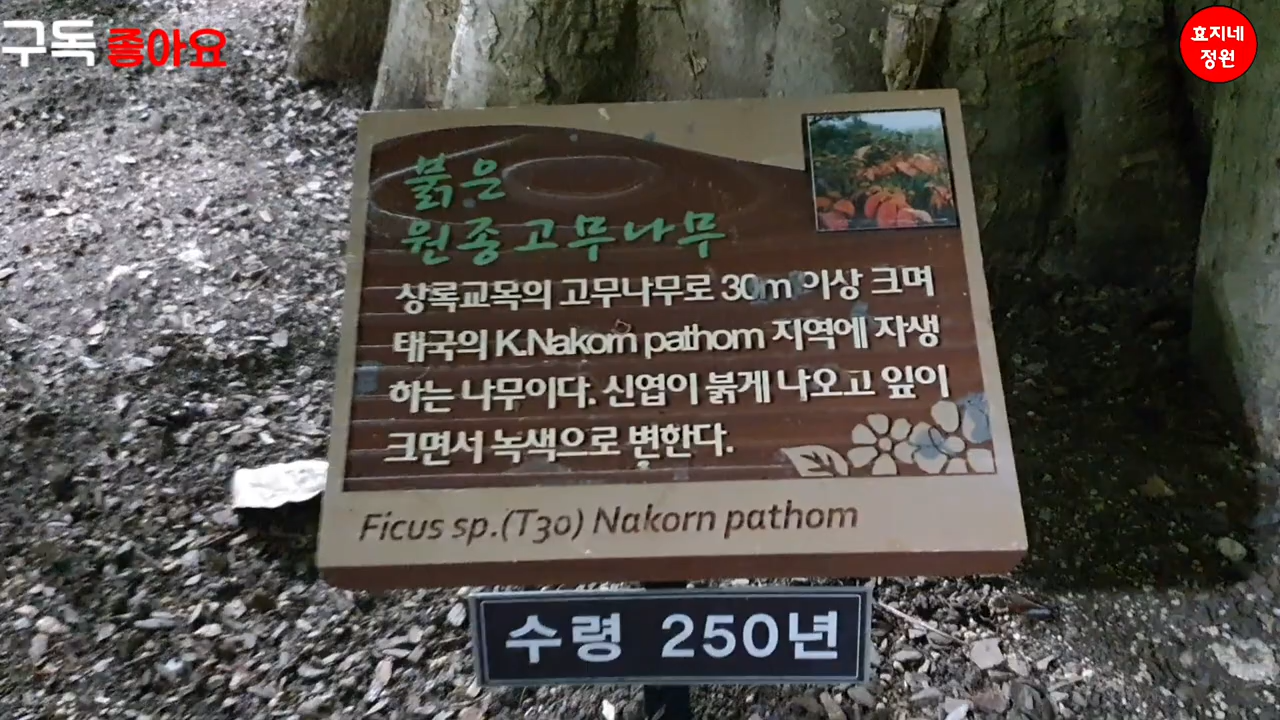 구독 좋아요
효지네
정원
붉은
원종고무나무
상록교목의 고무나무로 30m 이상 크며
태국의 K.Nakorn pathom 지역에 자생
하는 나무이다. 신엽이 붉게 나오고 잎이
크면서 녹색으로 변한다.
Ficus sp.(T30) Nakorn pathom
수령 250년